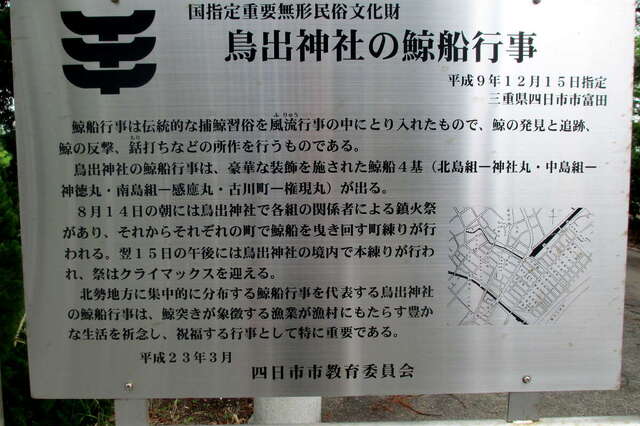 国指定重要無形民俗文化財
鳥出神社の鯨船行事
平成9年12月15日指定
三重県四日市市富田
鯨船行事は伝統的な捕鯨習俗を風流行事の中にとり入れたもので、鯨の発見と追跡、
鯨の反撃、銛打ちなどの所作を行うものである。
鳥出神社の鯨船行事は、豪華な装飾を施された鯨船4基（北島組ー神社丸・中島組ー
神徳丸・南島組ー感応丸・古川町ー権現丸）が出る。
8月14日の朝には鳥出神社で各組の関係者による鎮火祭
があり、それからそれぞれの町で鯨船を曳き回す町練りが行
われる。翌15日の午後には鳥出神社の境内で本練りが行わ
れ、祭はクライマックスを迎える。
北勢地方に集中的に分布する鯨船行事を代表する鳥出神社
の鯨船行事は、鯨突きが象徴する漁業が漁村にもたらす豊か
な生活を祈念し、祝福する行事として特に重要である。
平成23年3月
四日市市教育委員会